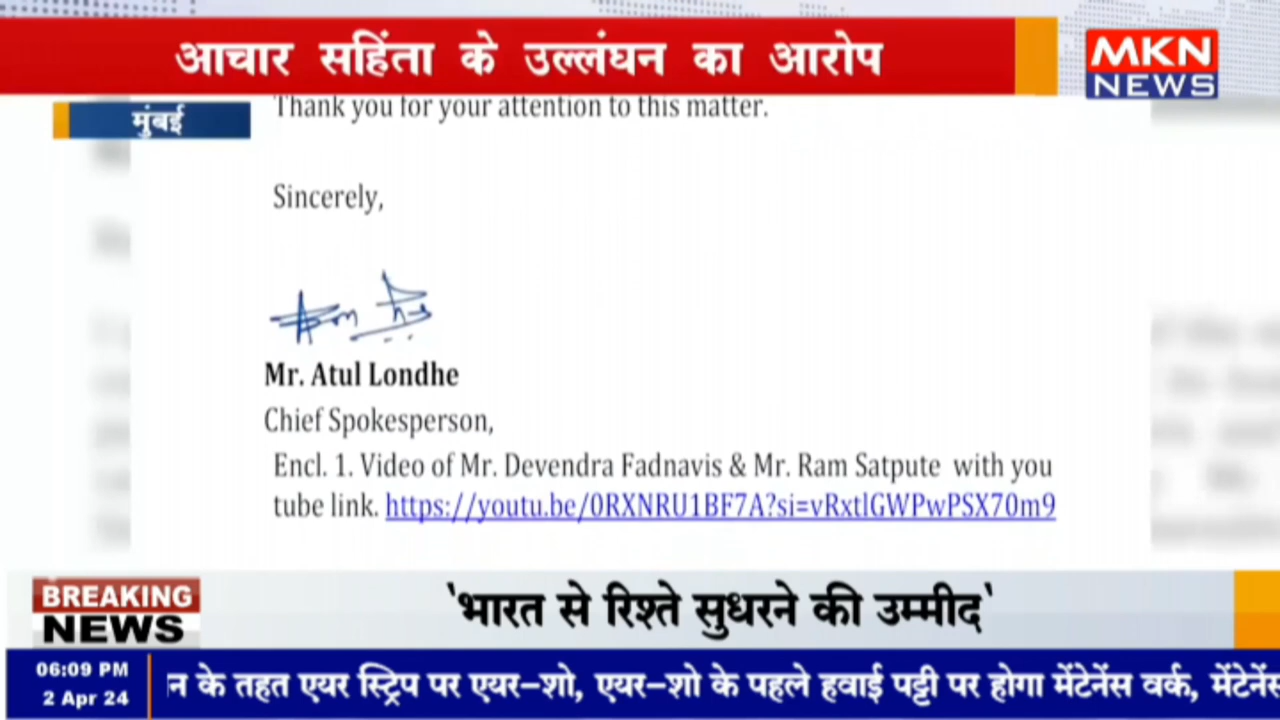 आचार सहिंता के उल्लंघन का आरोप
MKN
NEWS
मुंबई
Thank you for your attention to this matter.
Sincerely,
Mr. Atul Londhe
Chief Spokesperson,
Encl. 1. Video of Mr. Devendra Fadnavis & Mr. Ram Satpute with you
tube link. https://youtu.be/0RXNRU1BF7A?si=vRxtlGWPwPSX70m9
BREAKING
NEWS
'भारत से रिश्ते सुधरने की उम्मीद'
06:09 PM
2 Apr 24
न के तहत एयर स्ट्रिप पर एयर–शो, एयर–शो के पहले हवाई पट्टी पर होगा मेंटेनेंस वर्क, मेंटेनेंस